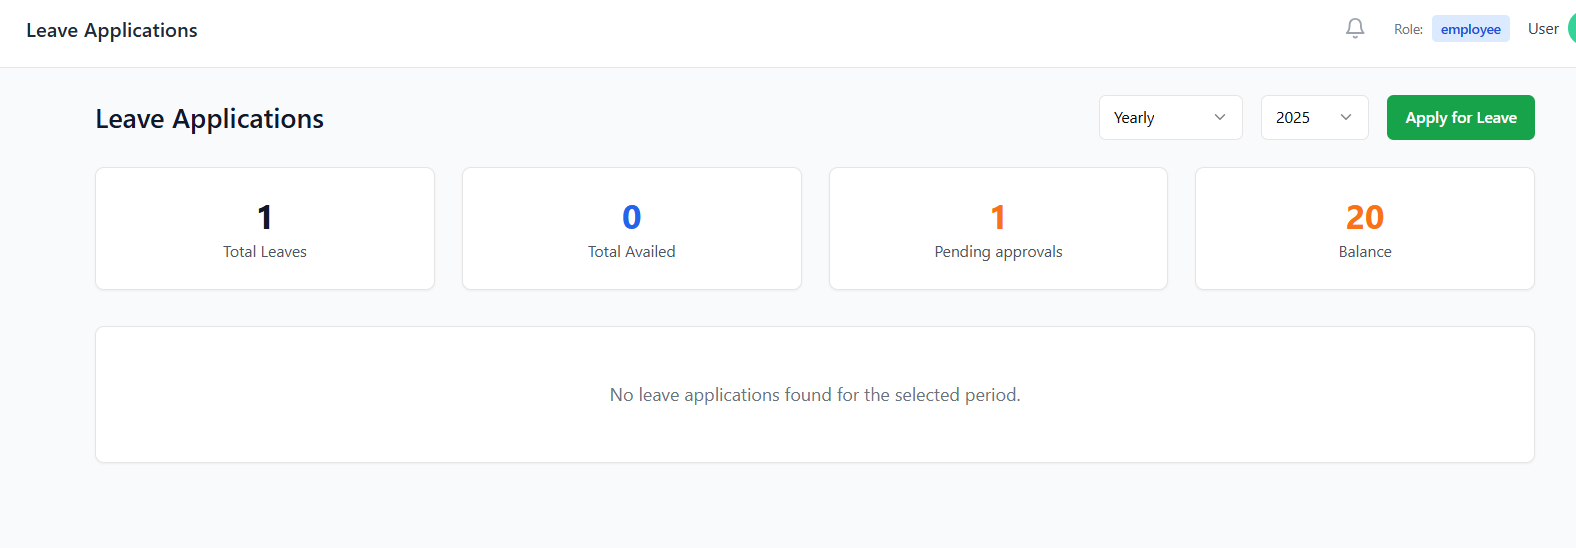 Leave Applications
Role: employee User
Leave Applications
Yearly 2025 Apply for Leave
1 0 1 20
Total Leaves Total Availed Pending approvals Balance
No leave applications found for the selected period.